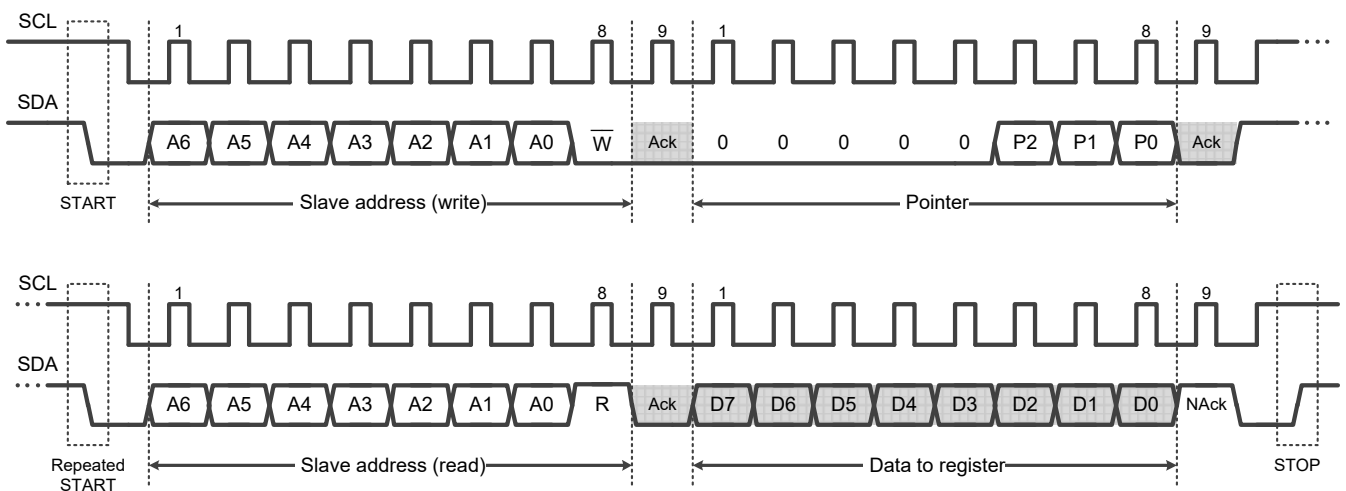 SCL
1 8 9 1 8 9
SDA
A6 A5 A4 A3 A2 A1 A0 W Ack 0 0 0 0 0 P2 P1 P0 Ack
START Slave address (write) Pointer
SCL
1 8 9 1 8 9
SDA
A6 A5 A4 A3 A2 A1 A0 R Ack D7 D6 D5 D4 D3 D2 D1 D0 NAck
Repeated
START
Slave address (read) Data to register STOP